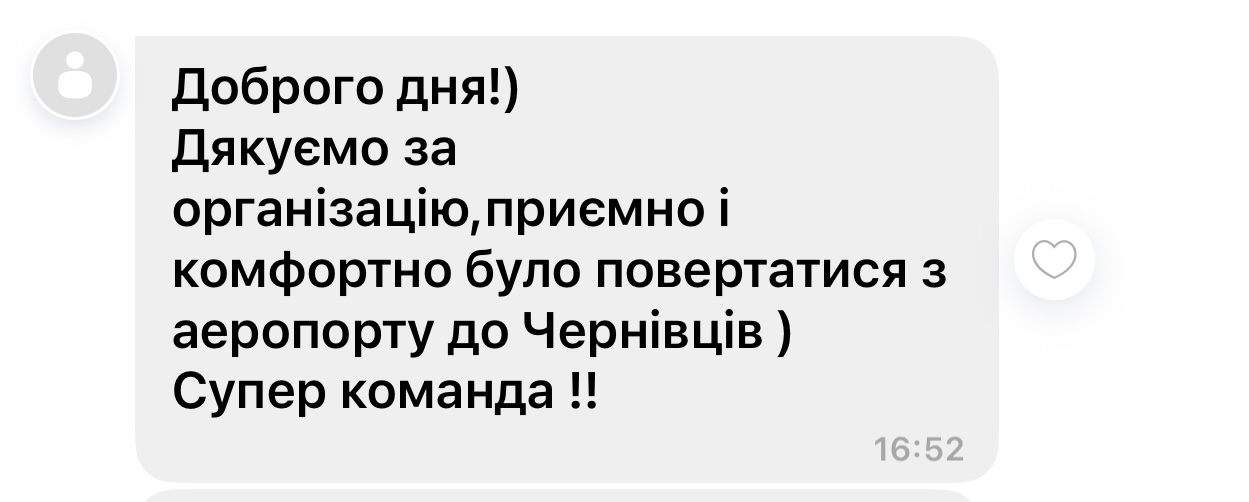 Доброго дня!)
Дякуємо за
організацію,приємно і
комфортно було повертатися з
аеропорту до Чернівців )
Супер команда !!
16:52